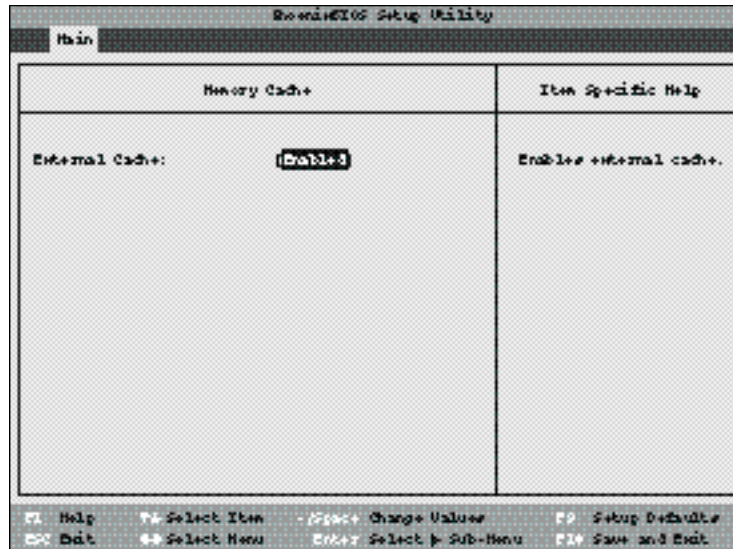 PhoenixBIOS Setup Utility
Main
Memory Cache
Item Specific Help
External Cache:
[Enabled]
Enables external cache.
F1 Help ↑↓ Select Item -/Space Change Values F9 Setup Defaults
ESC Exit ↔ Select Menu Enter Select ▶ Sub-Menu F10 Save and Exit